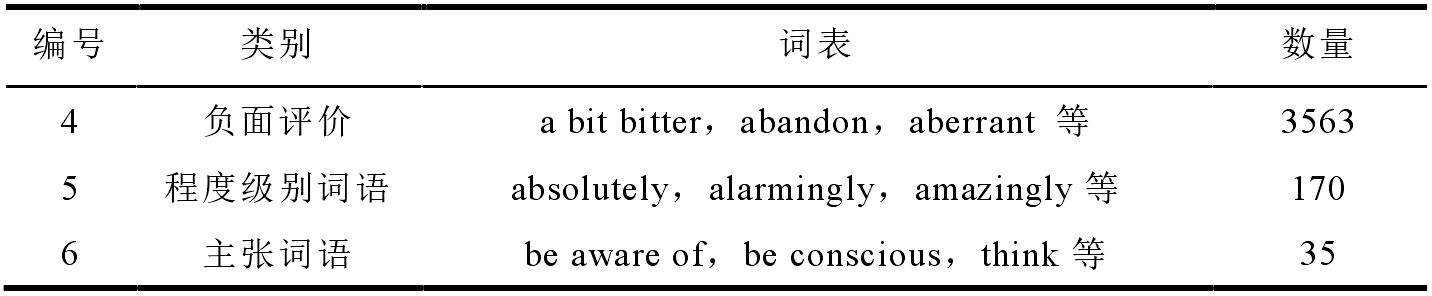 编号 类别 词表 数量
4 负面评价 a bit bitter，abandon，aberrant 等 3563
5 程度级别词语 absolutely，alarmingly，amazingly 等 170
6 主张词语 be aware of，be conscious，think 等 35